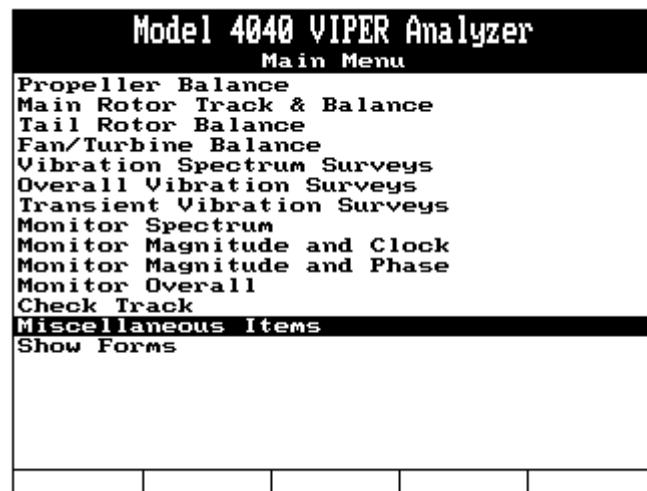 Model 4040 VIPER Analyzer
Main Menu
Propeller Balance
Main Rotor Track & Balance
Tail Rotor Balance
Fan/Turbine Balance
Vibration Spectrum Surveys
Overall Vibration Surveys
Transient Vibration Surveys
Monitor Spectrum
Monitor Magnitude and Clock
Monitor Magnitude and Phase
Monitor Overall
Check Track
Miscellaneous Items
Show Forms